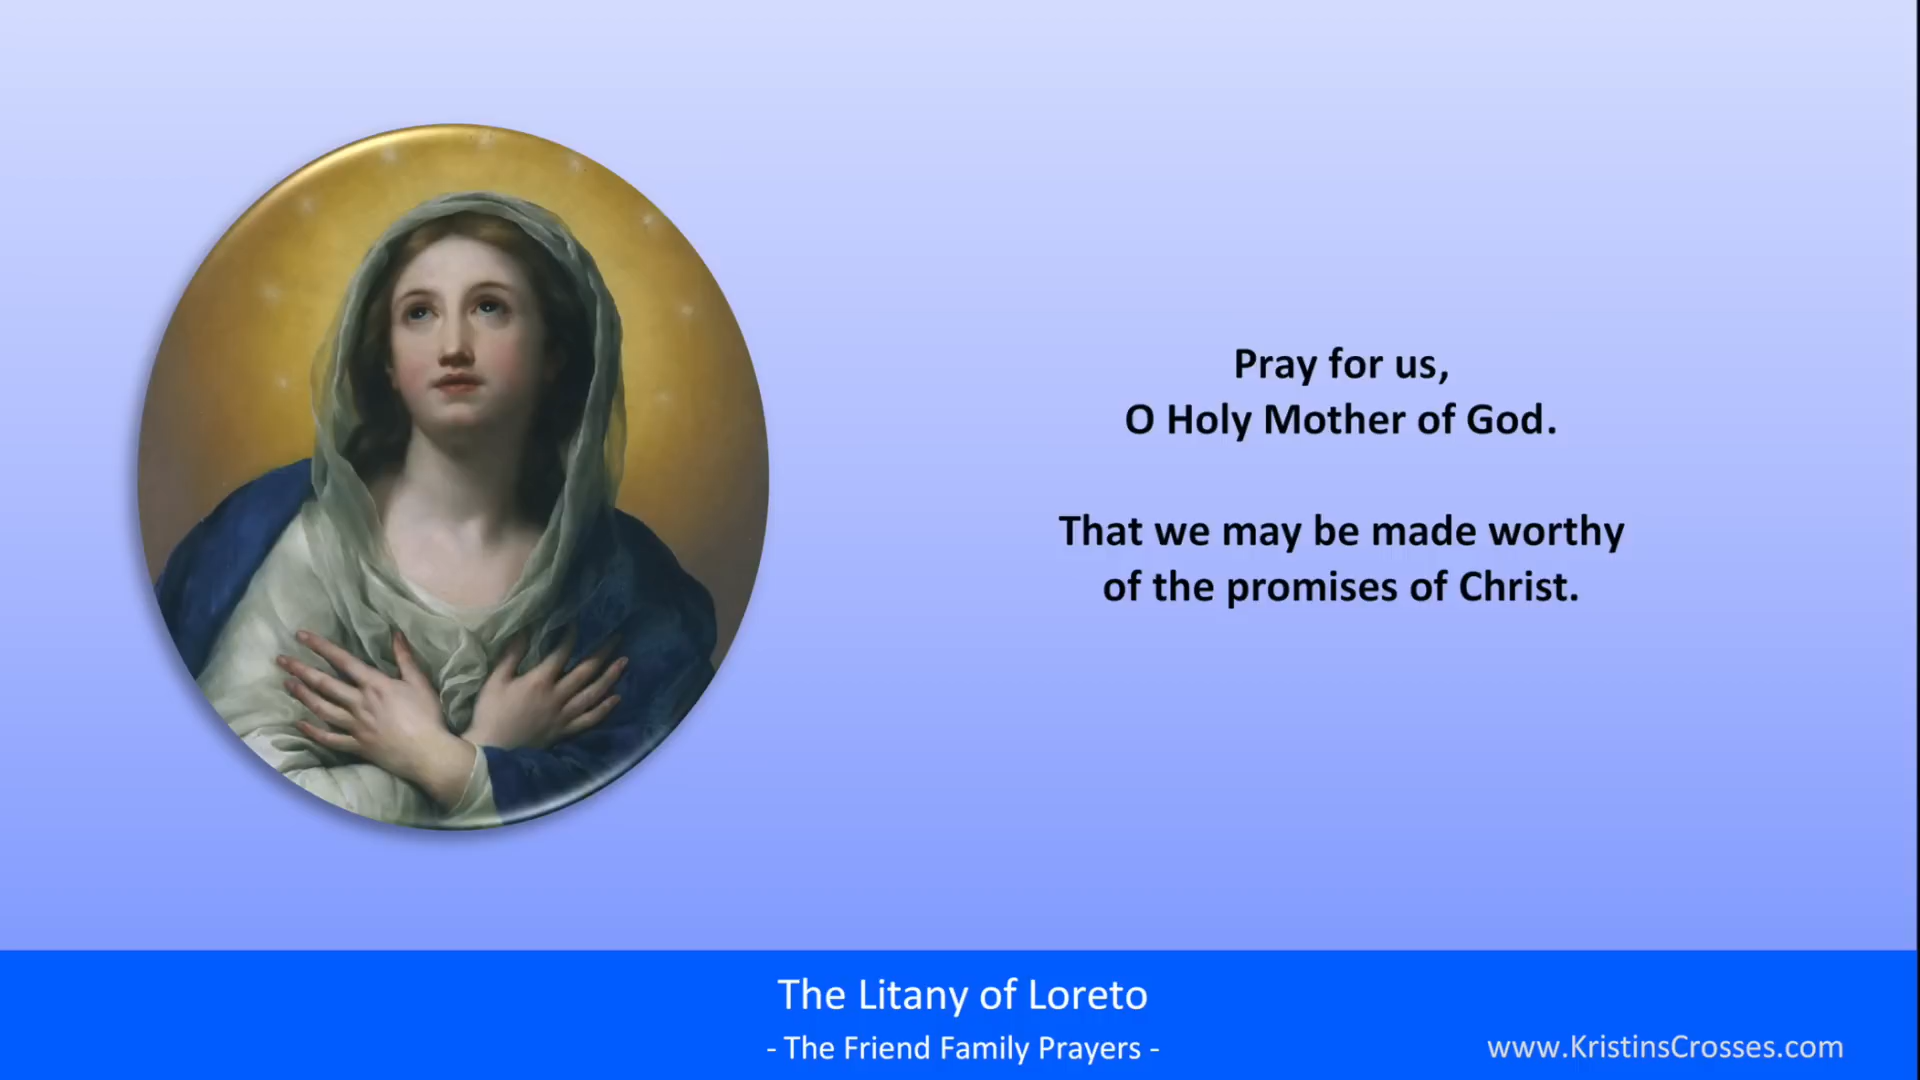 Pray for us,
O Holy Mother of God.
That we may be made worthy
of the promises of Christ.
The Litany of Loreto
- The Friend Family Prayers -
www.KristinsCrosses.com